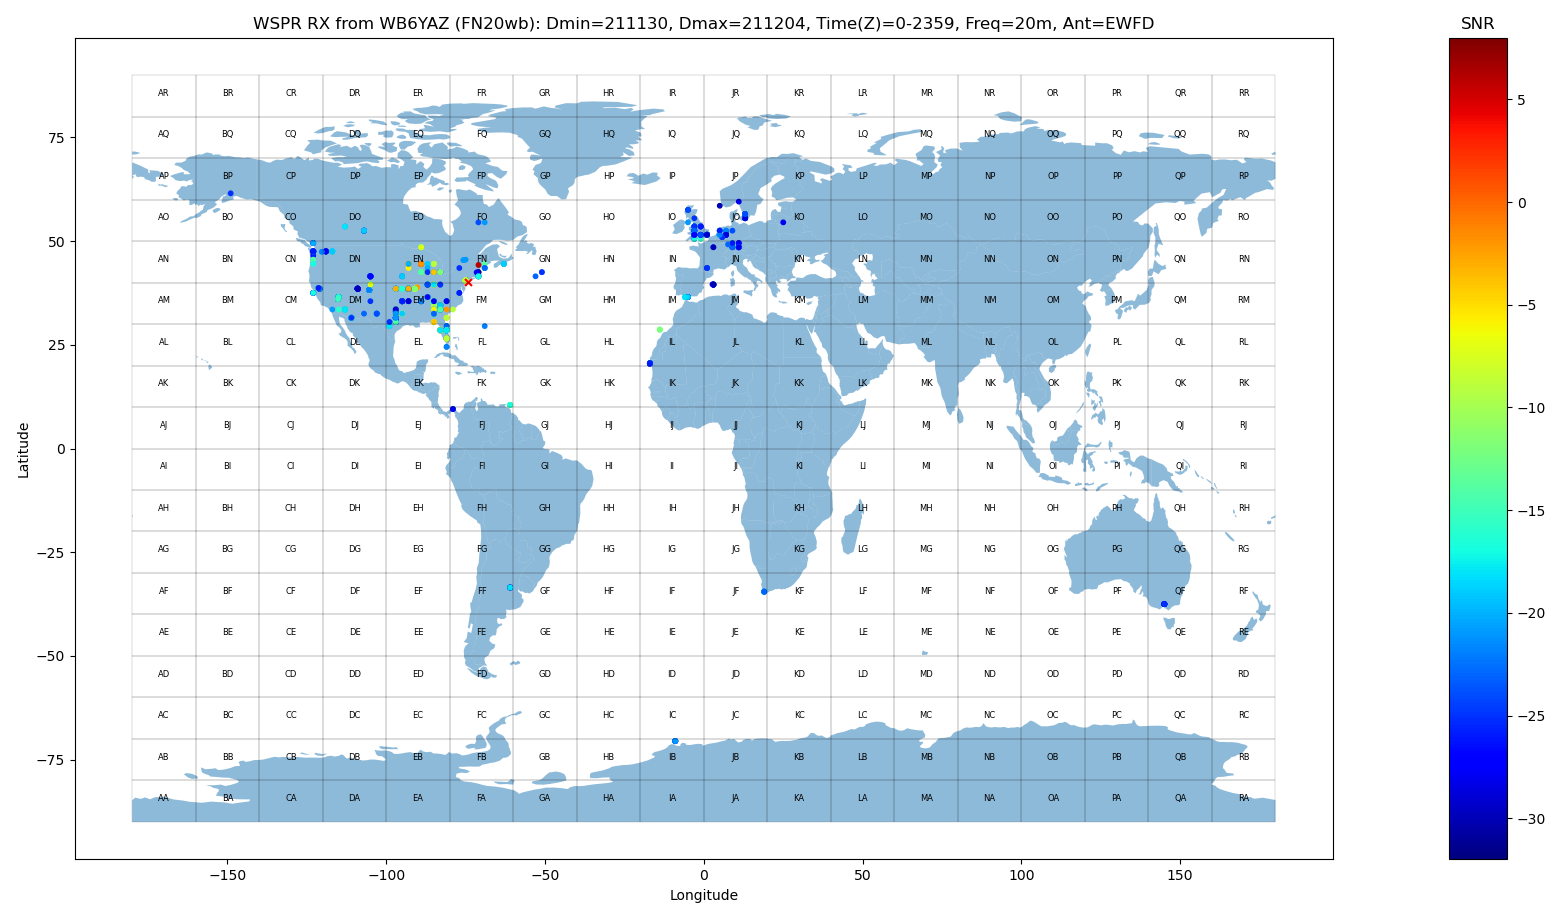 WSPR RX from WB6YAZ (FN20wb): Dmin=211130, Dmax=211204, Time(Z)=0-2359, Freq=20m, Ant=EWFD
SNR
AR BR CR DR ER FR GR HR IR JR KR LR MR NR OR PR QR RR
AQ BQ CQ DQ EQ FQ GQ HQ IQ JQ KQ LQ MQ NQ OQ PQ QQ RQ
AP BP CP DP EP FP GP HP IP JP KP LP MP NP OP PP QP RP
AO BO CO DO EO FO GO HO IO JO KO LO MO NO OO PO QO RO
AN BN CN DN EN FN GN HN IN JN KN LN MN NN ON PN QN RN
AM BM CM DM EM FM GM HM IM JM KM LM MM NM OM PM QM RM
AL BL CL DL EL FL GL HL IL JL KL LL ML NL OL PL QL RL
AK BK CK DK EK FK GK HK IK JK KK LK MK NK OK PK QK RK
AJ BJ CJ DJ EJ FJ GJ HJ IJ JJ KJ LJ MJ NJ OJ PJ QJ RJ
AI BI CI DI EI FI GI HI II JI KI LI MI NI OI PI QI RI
AH BH CH DH EH FH GH HH IH JH KH LH MH NH OH PH QH RH
AG BG CG DG EG FG GG HG IG JG KG LG MG NG OG PG QG RG
AF BF CF DF EF FF GF HF IF JF KF LF MF NF OF PF QF RF
AE BE CE DE EE FE GE HE IE JE KE LE ME NE OE PE QE RE
AD BD CD DD ED FD GD HD ID JD KD LD MD ND OD PD QD RD
AC BC CC DC EC FC GC HC IC JC KC LC MC NC OC PC QC RC
AB BB CB DB EB FB GB HB IB JB KB LB MB NB OB PB QB RB
AA BA CA DA EA FA GA HA IA JA KA LA MA NA OA PA QA RA
75
50
25
0
−25
−50
−75
Latitude
−150 −100 −50 0 50 100 150
Longitude
5
0
−5
−10
−15
−20
−25
−30